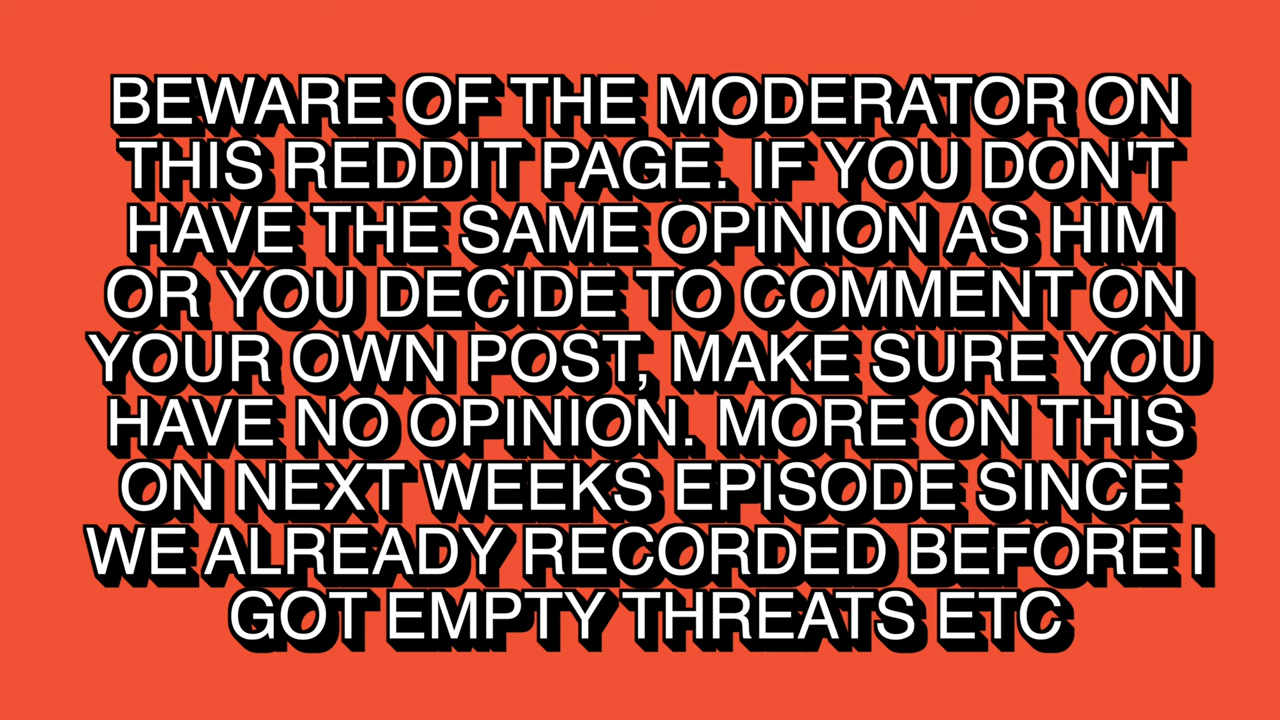 BEWARE OF THE MODERATOR ON
THIS REDDIT PAGE. IF YOU DON'T
HAVE THE SAME OPINION AS HIM
OR YOU DECIDE TO COMMENT ON
YOUR OWN POST, MAKE SURE YOU
HAVE NO OPINION. MORE ON THIS
ON NEXT WEEKS EPISODE SINCE
WE ALREADY RECORDED BEFORE I
GOT EMPTY THREATS ETC